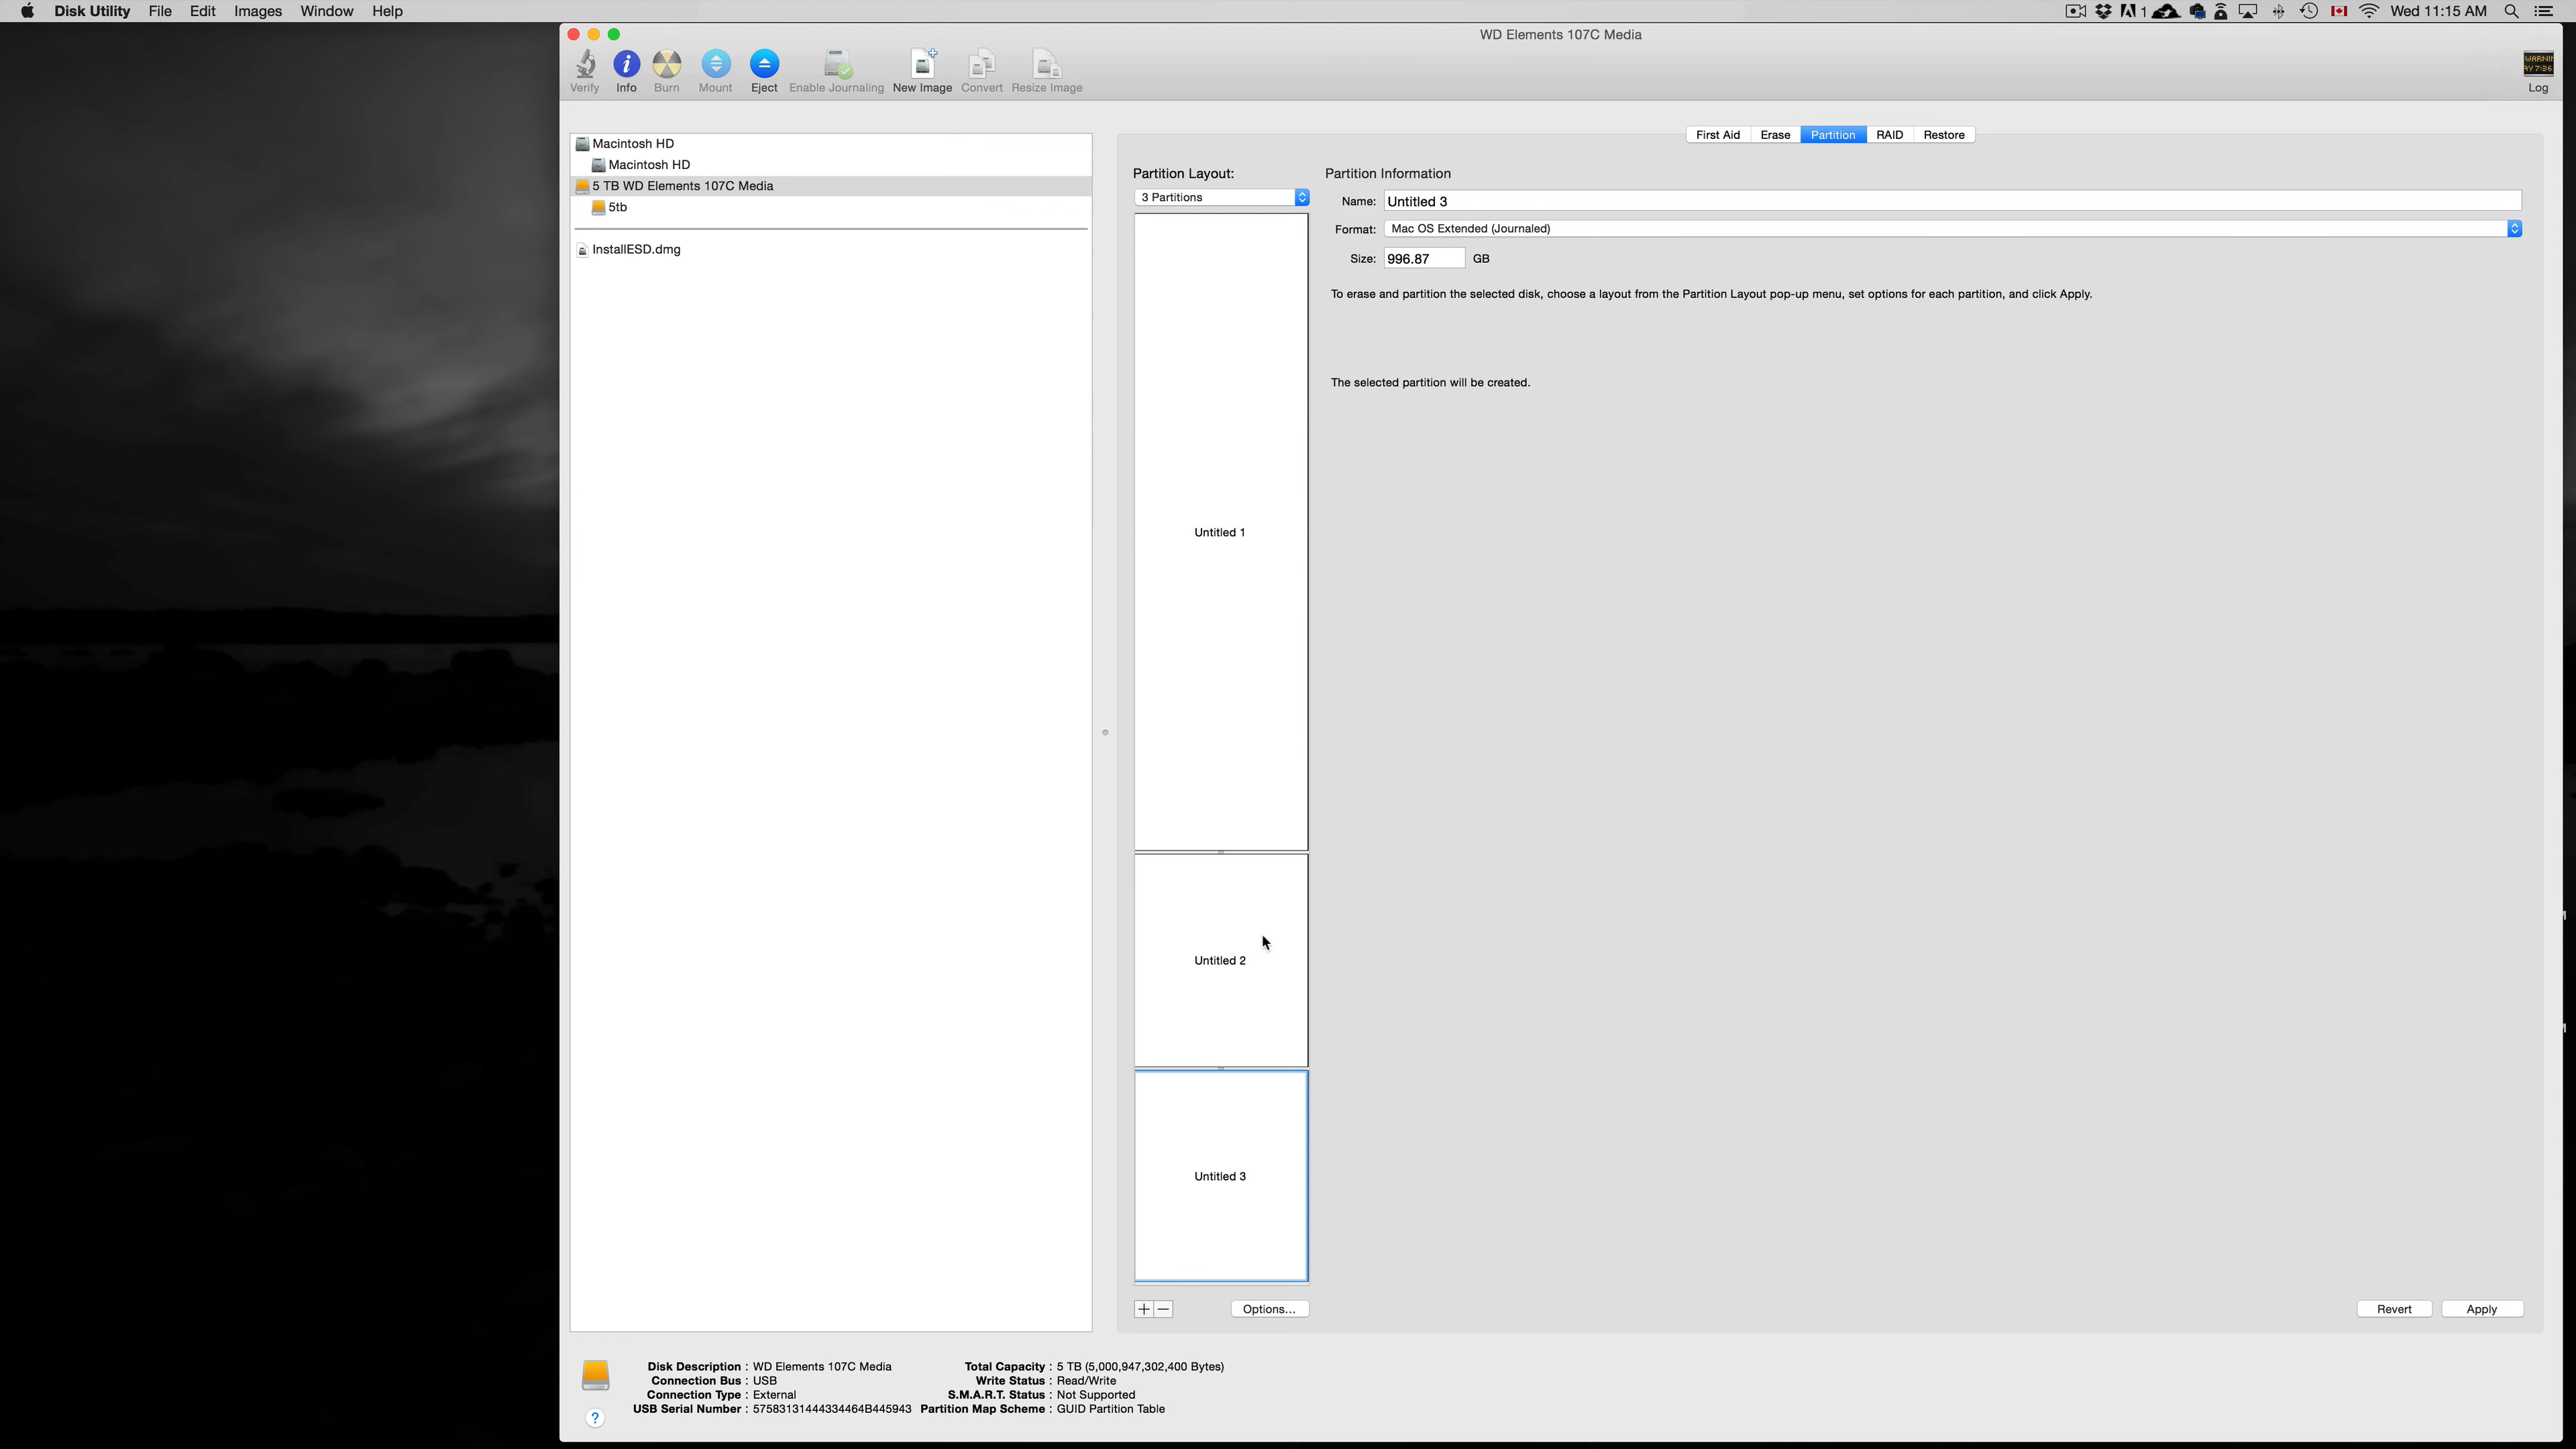 Disk Utility File Edit Images Window Help
1 Wed 11:15 AM
WD Elements 107C Media
WARNIN
AY 7:36
Verify Info Burn Mount Eject Enable Journaling New Image Convert Resize Image Log
First Aid Erase Partition RAID Restore
Macintosh HD
Macintosh HD
5 TB WD Elements 107C Media
5tb
InstallESD.dmg
Partition Layout:
3 Partitions
Untitled 1
Untitled 2
Untitled 3
Options...
Partition Information
Name: Untitled 3
Format: Mac OS Extended (Journaled)
Size: 996.87 GB
To erase and partition the selected disk, choose a layout from the Partition Layout pop-up menu, set options for each partition, and click Apply.
The selected partition will be created.
Revert Apply
Disk Description : WD Elements 107C Media
Connection Bus : USB
Connection Type : External
USB Serial Number : 57583131444334464B445943
Total Capacity : 5 TB (5,000,947,302,400 Bytes)
Write Status : Read/Write
S.M.A.R.T. Status : Not Supported
Partition Map Scheme : GUID Partition Table